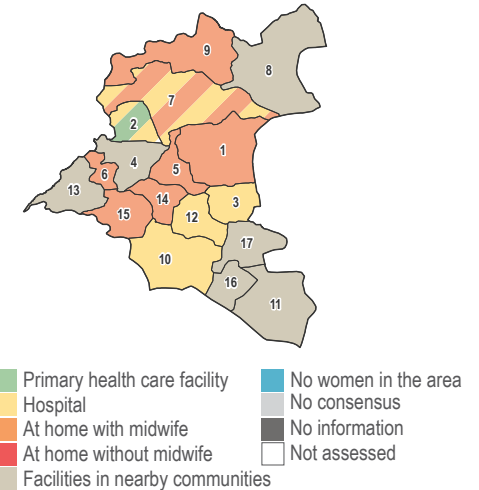 9
8
7
2
1
4
5
6
13
14
3
15
12
17
10
16
11
Primary health care facility
Hospital
At home with midwife
At home without midwife
Facilities in nearby communities
No women in the area
No consensus
No information
Not assessed